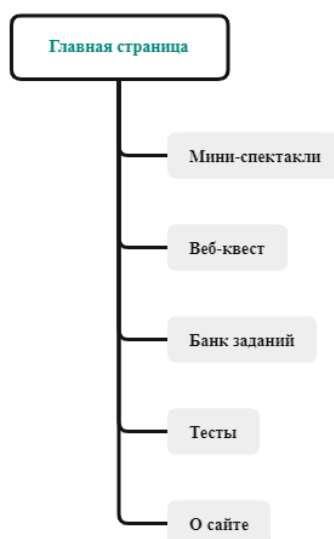 Главная страница
Мини-спектакли
Веб-квест
Банк заданий
Тесты
О сайте